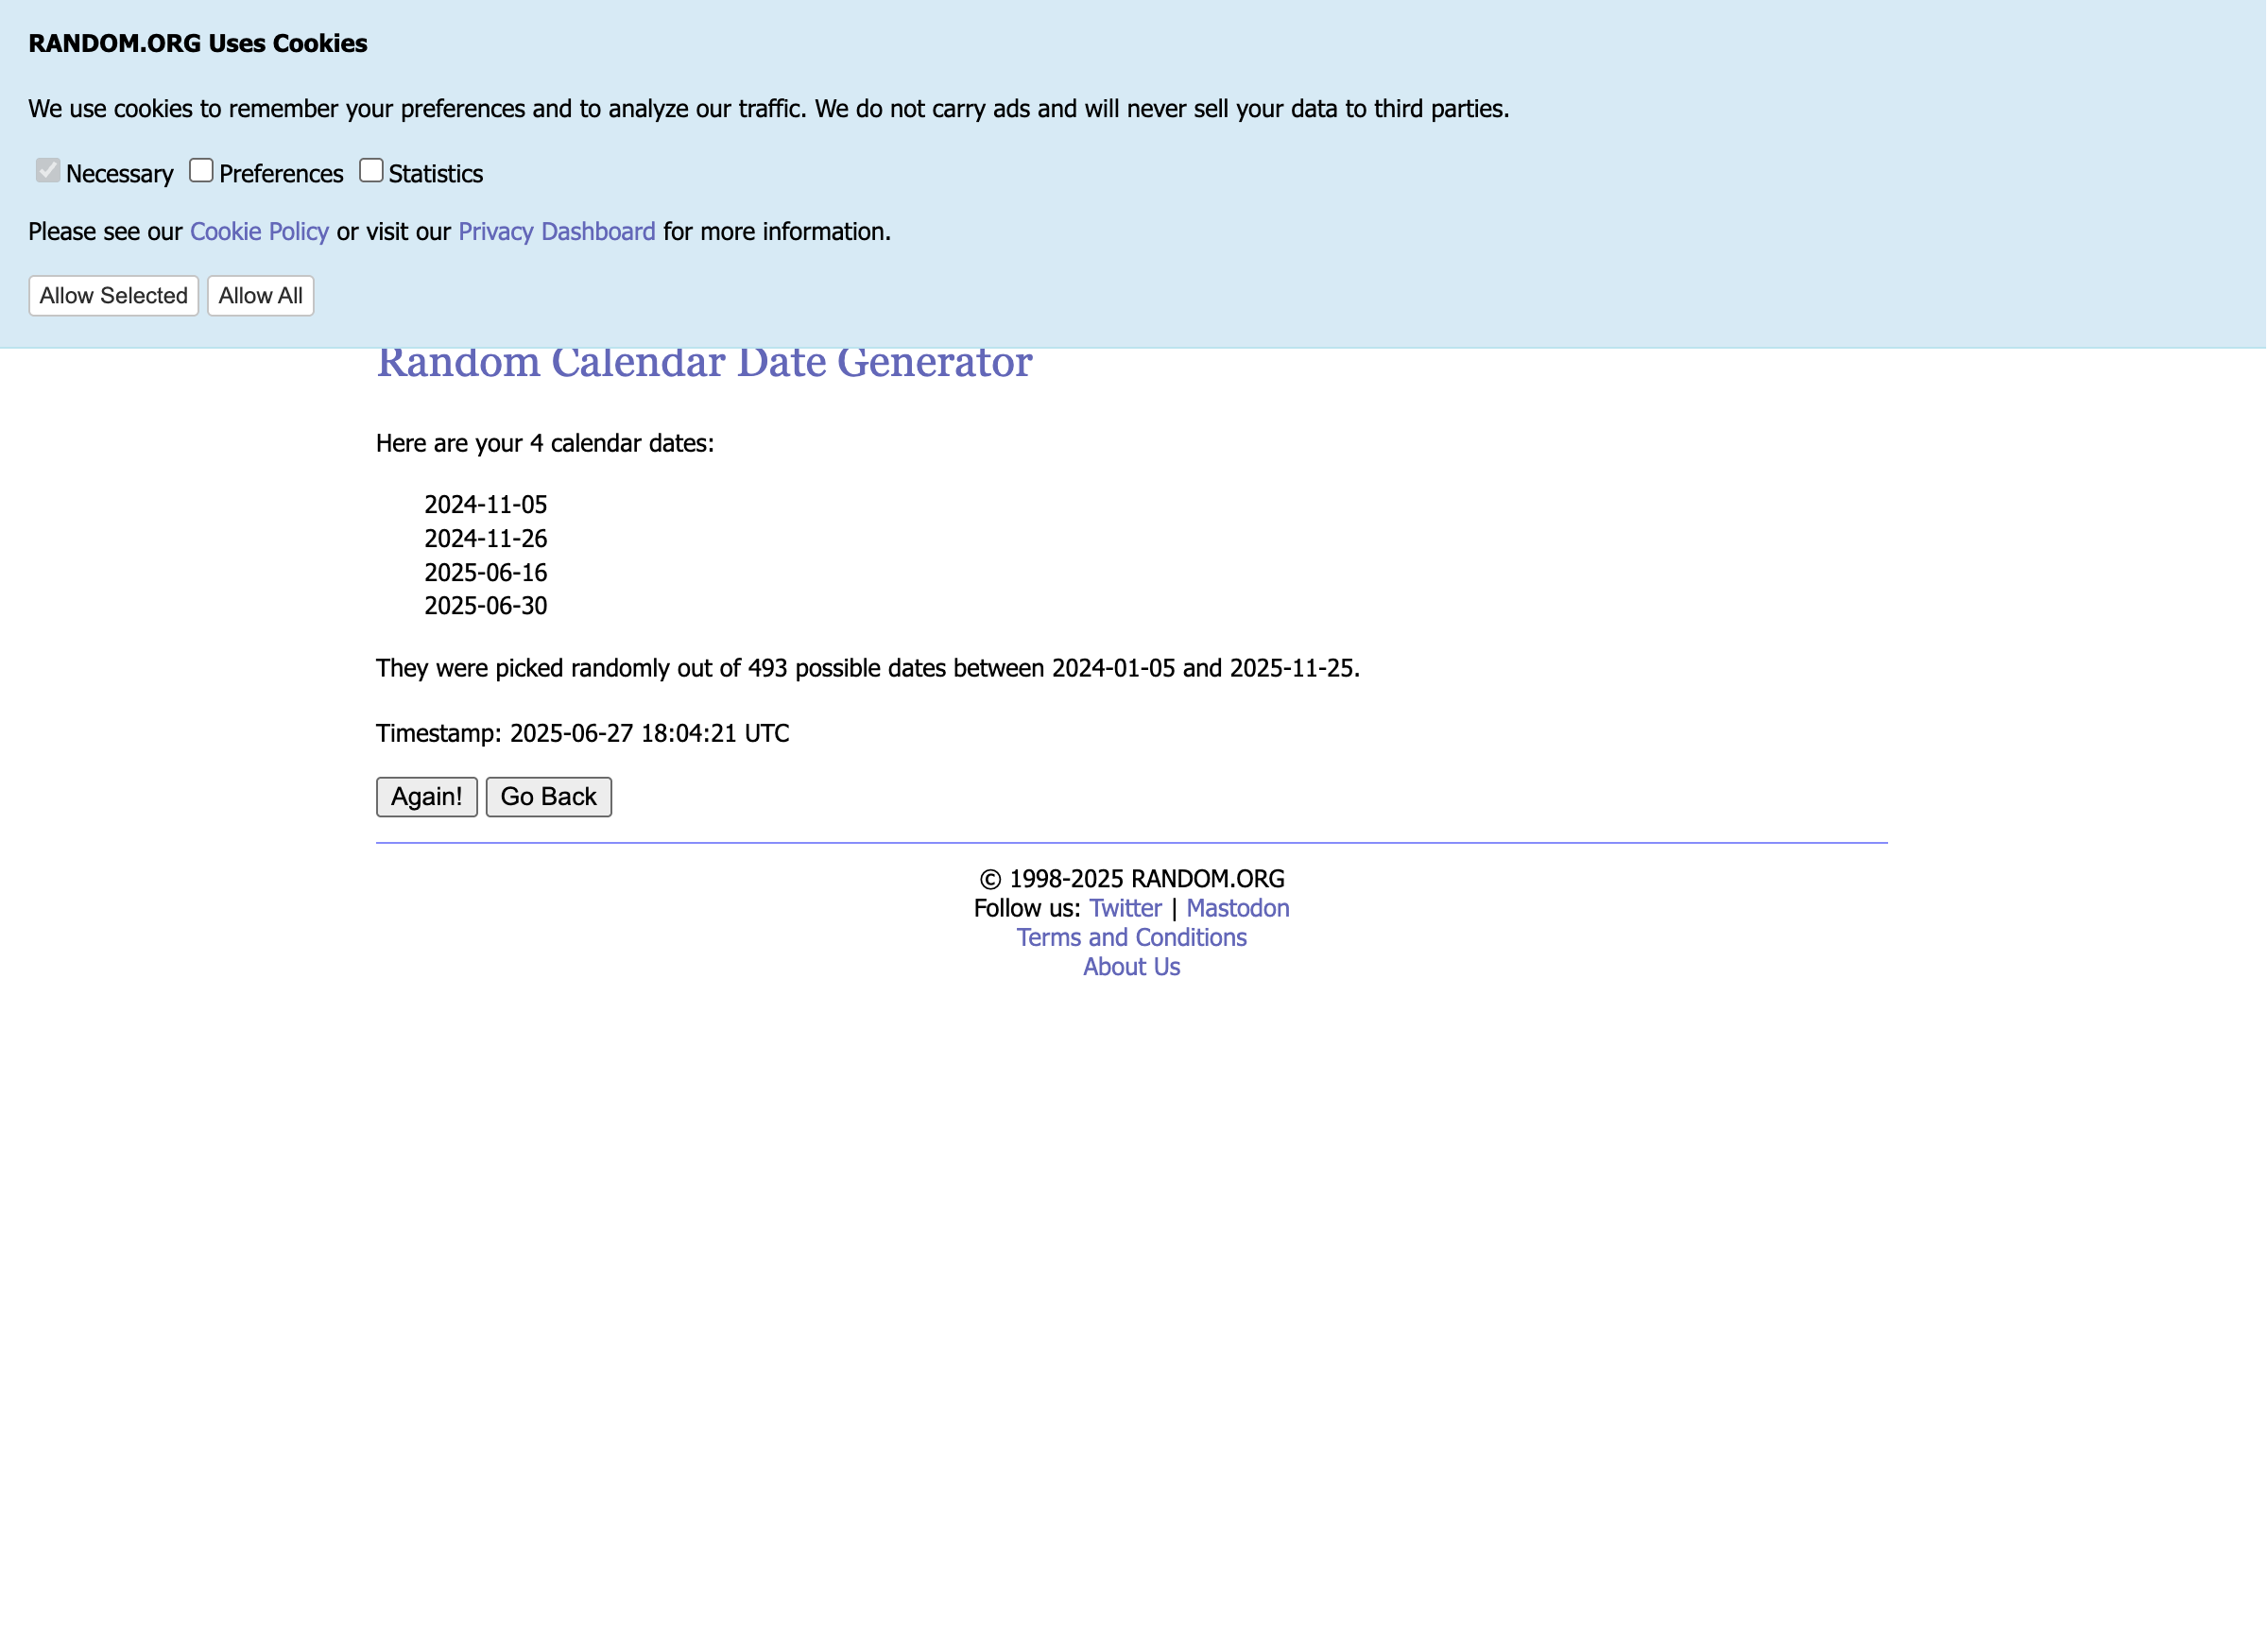 RANDOM.ORG Uses Cookies
We use cookies to remember your preferences and to analyze our traffic. We do not carry ads and will never sell your data to third parties.
Necessary Preferences Statistics
Please see our Cookie Policy or visit our Privacy Dashboard for more information.
Allow Selected Allow All
Random Calendar Date Generator
Here are your 4 calendar dates:
2024-11-05
2024-11-26
2025-06-16
2025-06-30
They were picked randomly out of 493 possible dates between 2024-01-05 and 2025-11-25.
Timestamp: 2025-06-27 18:04:21 UTC
Again! Go Back
© 1998-2025 RANDOM.ORG
Follow us: Twitter | Mastodon
Terms and Conditions
About Us